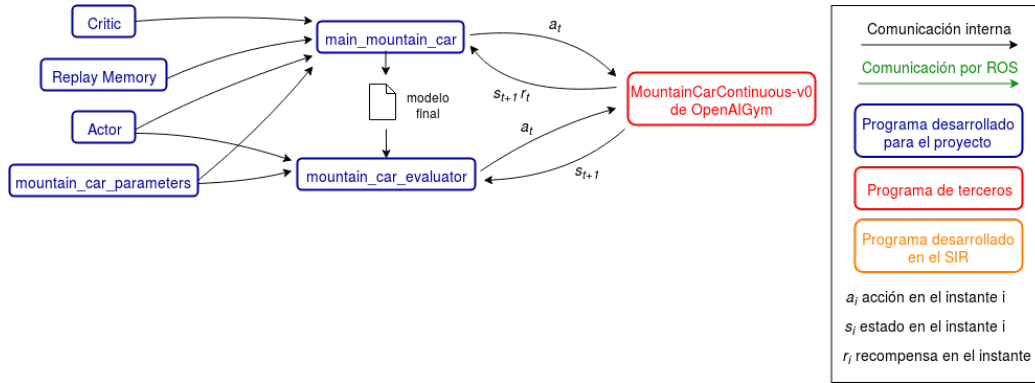 Critic
Replay Memory
Actor
mountain_car_parameters
main_mountain_car
modelo
final
mountain_car_evaluator
a_t
s_{t+1} r_t
a_t
s_{t+1}
MountainCarContinuous-v0
de OpenAIGym
Comunicación interna
Comunicación por ROS
Programa desarrollado
para el proyecto
Programa de terceros
Programa desarrollado
en el SIR
a_i acción en el instante i
s_i estado en el instante i
r_i recompensa en el instante